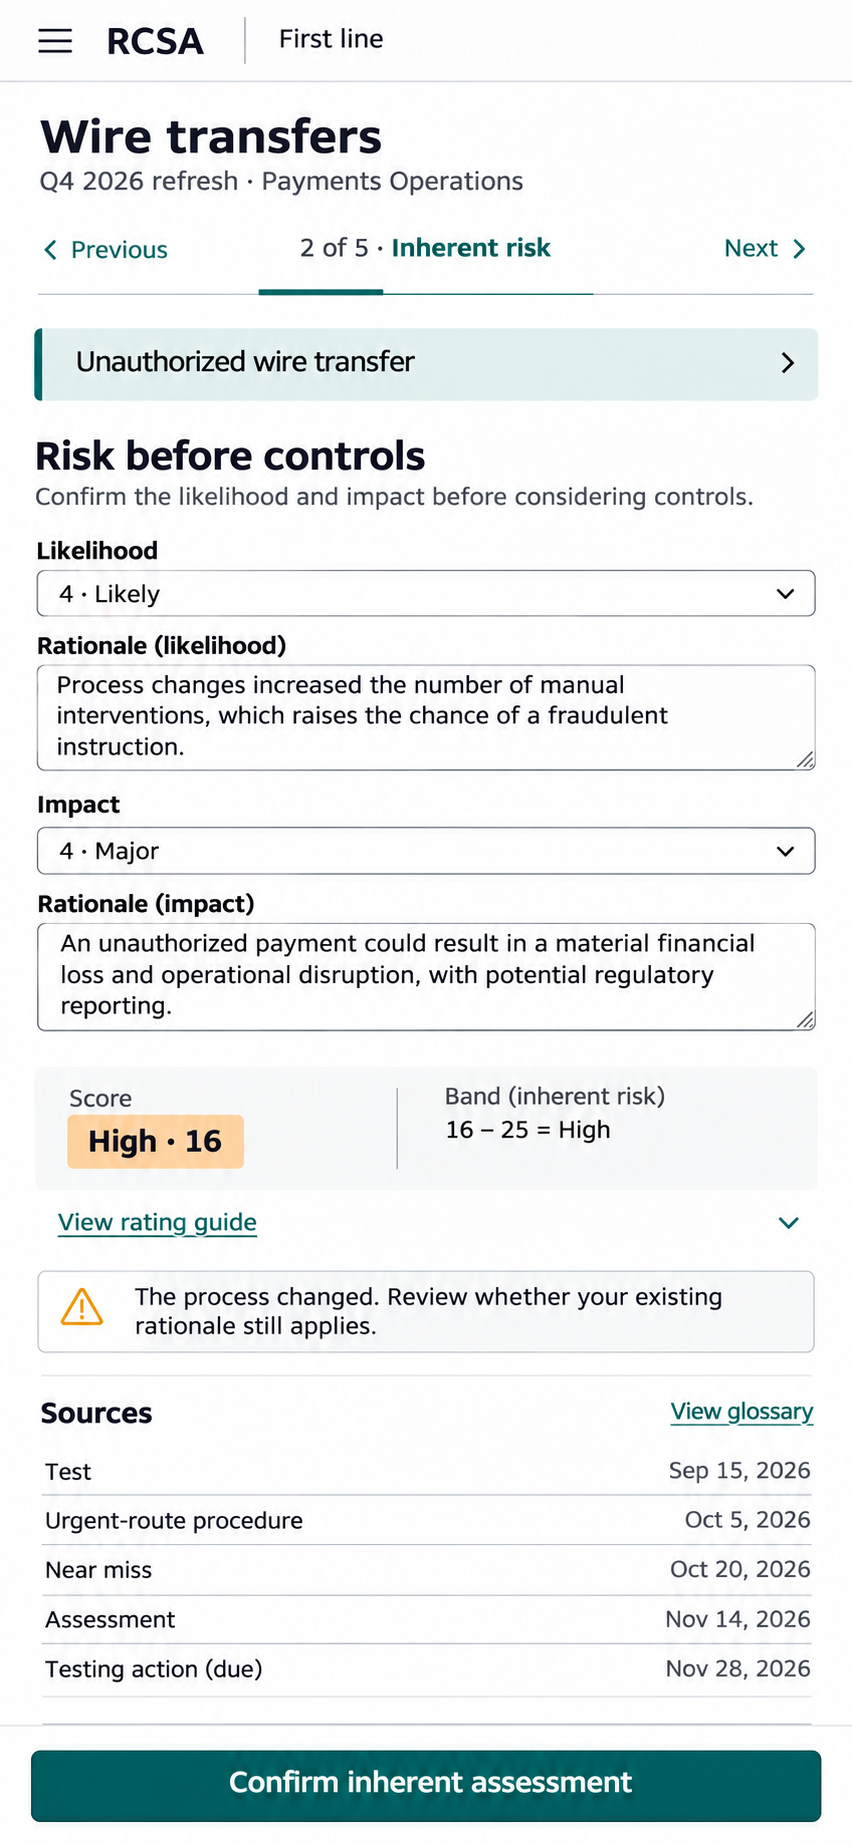 RCSA
First line
Wire transfers
Q4 2026 refresh · Payments Operations
Previous
2 of 5 · Inherent risk
Next
Unauthorized wire transfer
Risk before controls
Confirm the likelihood and impact before considering controls.
Likelihood
4 · Likely
Rationale (likelihood)
Process changes increased the number of manual
interventions, which raises the chance of a fraudulent
instruction.
Impact
4 · Major
Rationale (impact)
An unauthorized payment could result in a material financial
loss and operational disruption, with potential regulatory
reporting.
Score
High · 16
Band (inherent risk)
16 – 25 = High
View rating guide
The process changed. Review whether your existing
rationale still applies.
Sources
View glossary
Test
Sep 15, 2026
Urgent-route procedure
Oct 5, 2026
Near miss
Oct 20, 2026
Assessment
Nov 14, 2026
Testing action (due)
Nov 28, 2026
Confirm inherent assessment